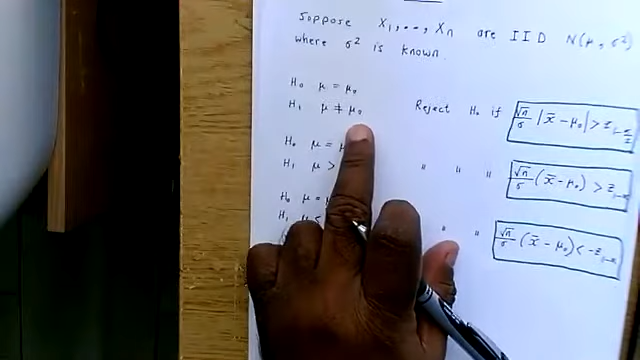 Suppose X₁, ..., Xₙ are IID N(μ, σ²)
where σ² is known.
H₀ μ = μ₀
H₁ μ ≠ μ₀ Reject H₀ if √n/σ |x̄ - μ₀| > z₁₋α/₂
H₀ μ =
H₁ μ > " " " √n/σ (x̄ - μ₀) > z₁₋α
H₀ μ =
H₁ μ < " " √n/σ (x̄ - μ₀) < -z₁₋α